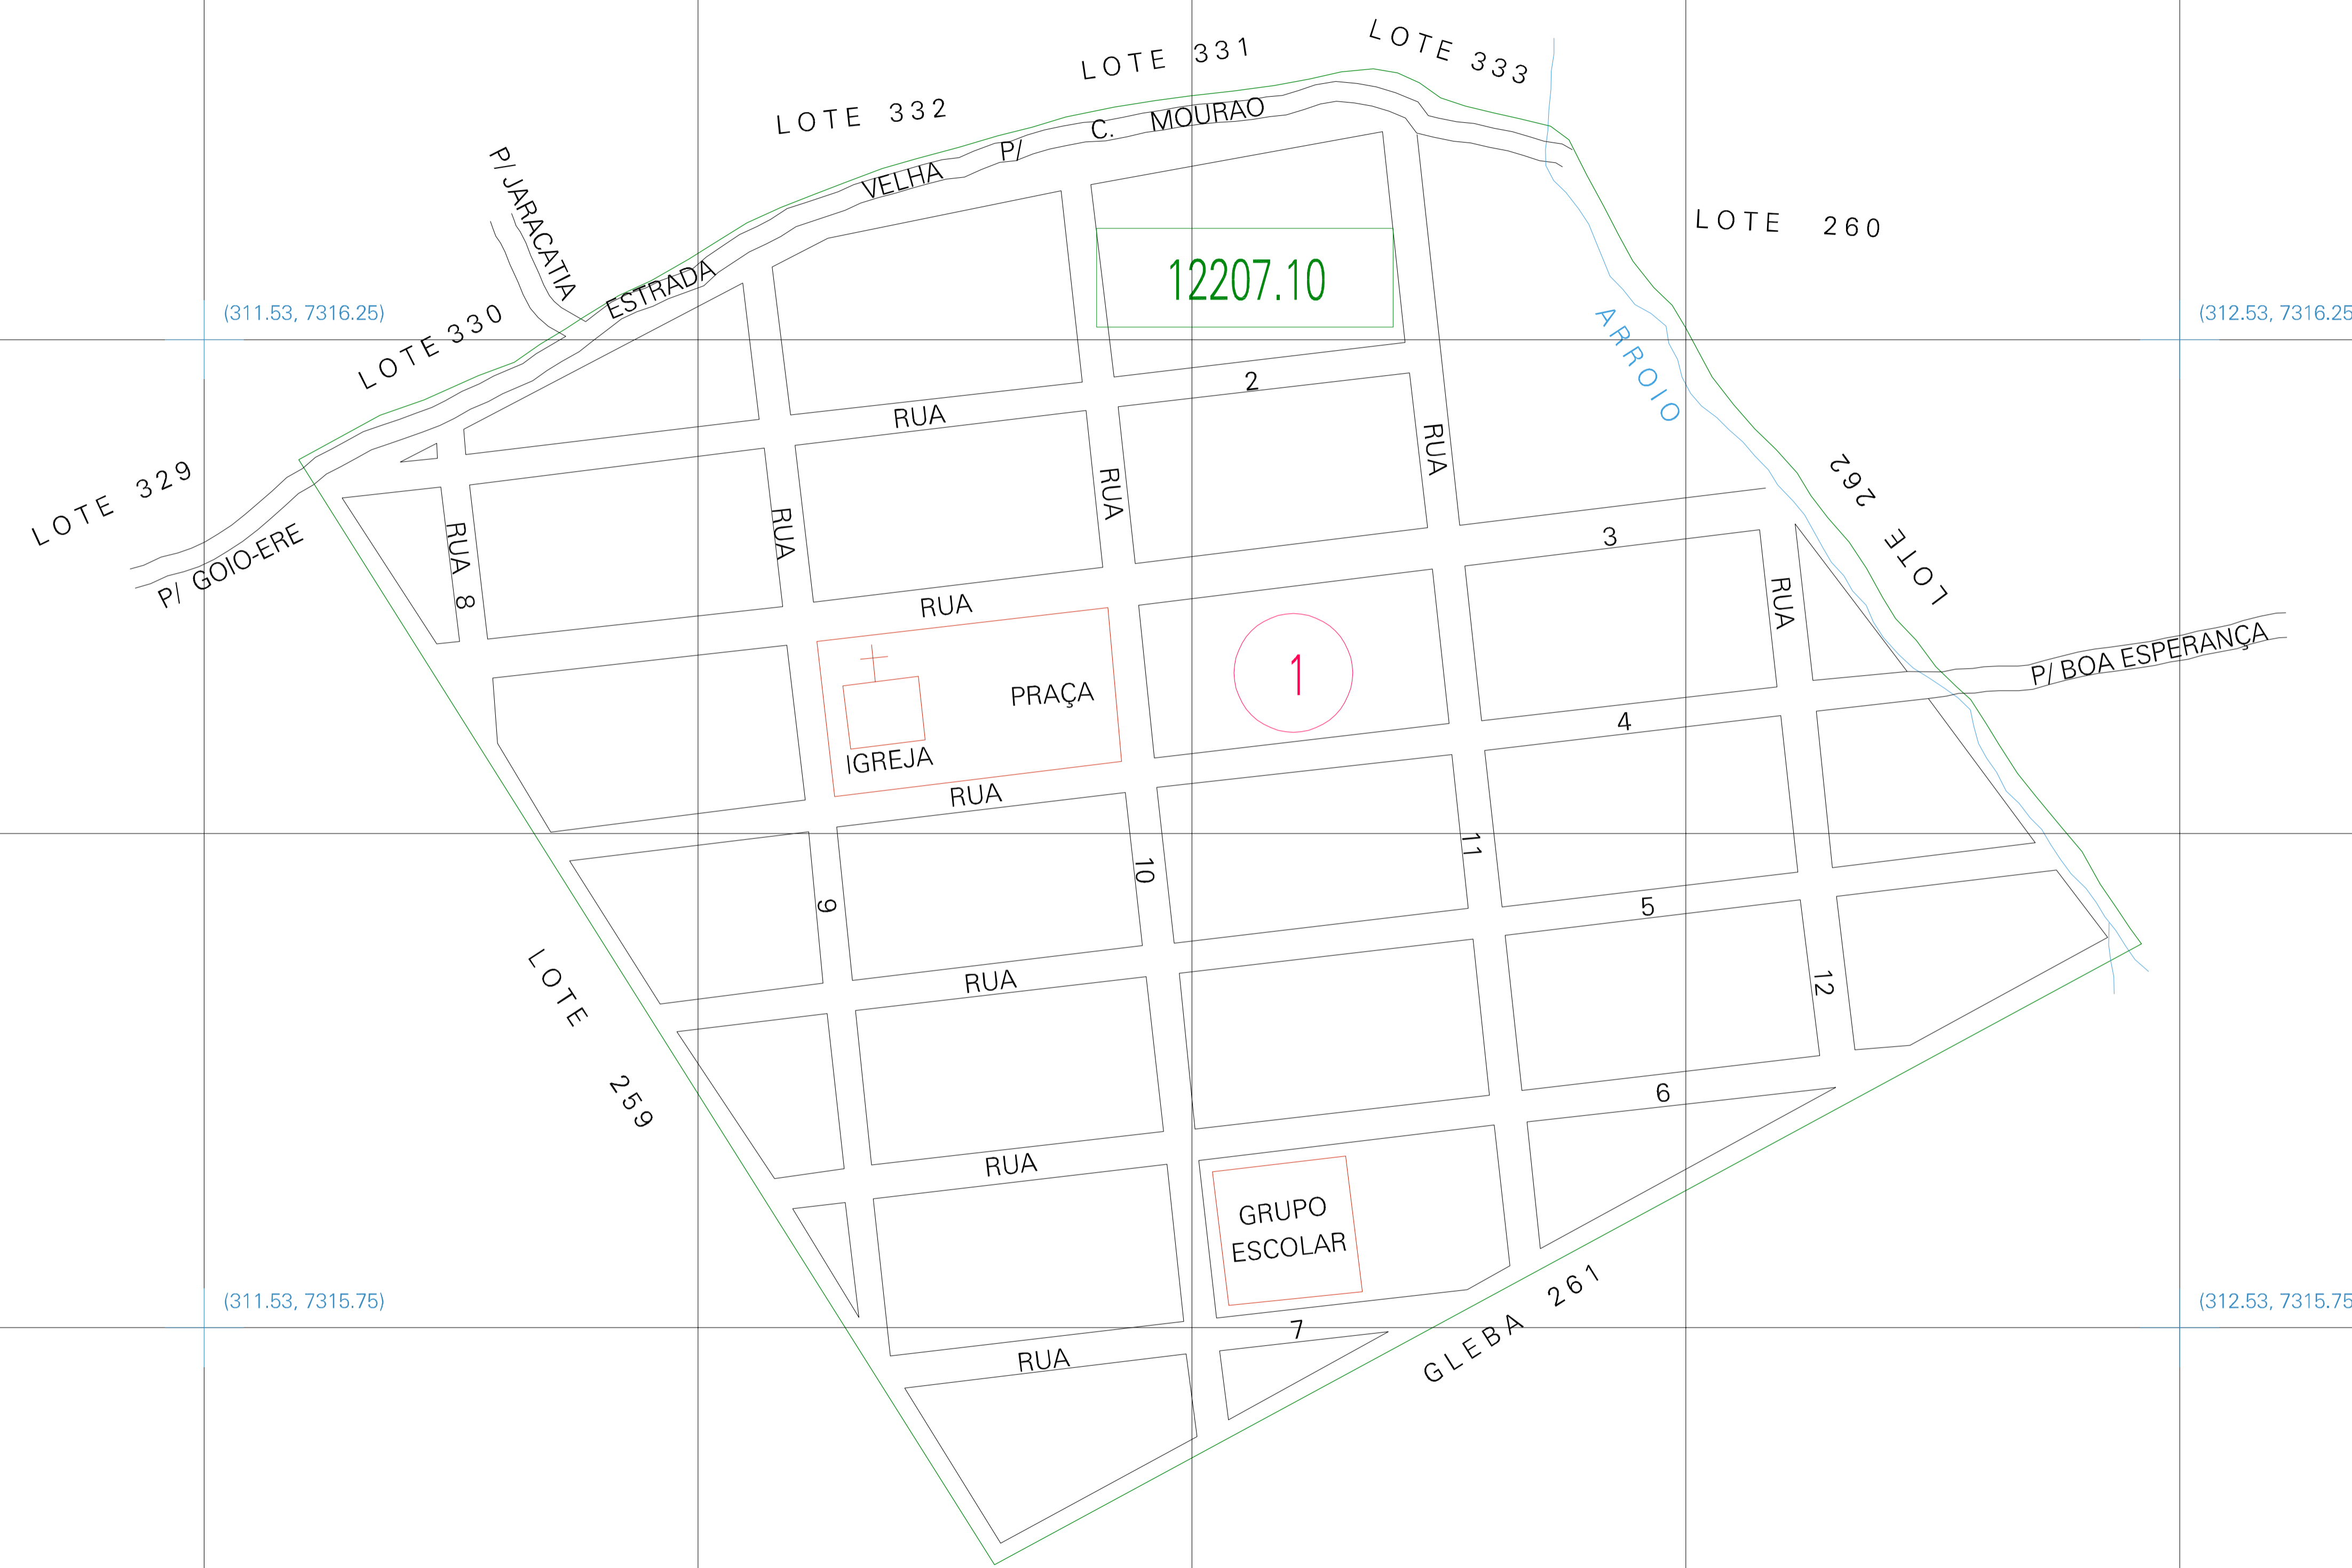 LOTE 333
LOTE 331
LOTE 332
C. MOURAO
P/
VELHA
P/ JARACATIA
ESTRADA
LOTE 260
12207.10
(311.53, 7316.25)
(312.53, 7316.25
LOTE 330
ARROIO
2
RUA
RUA
LOTE 329
RUA
RUA
RUA 8
P/ GOIO-ERE
LOTE 262
3
RUA
RUA
P/ BOA ESPERANÇA
1
PRAÇA
IGREJA
4
RUA
11
10
9
5
RUA
12
LOTE 259
6
RUA
GRUPO
ESCOLAR
GLEBA 261
(311.53, 7315.75)
(312.53, 7315.75
7
RUA